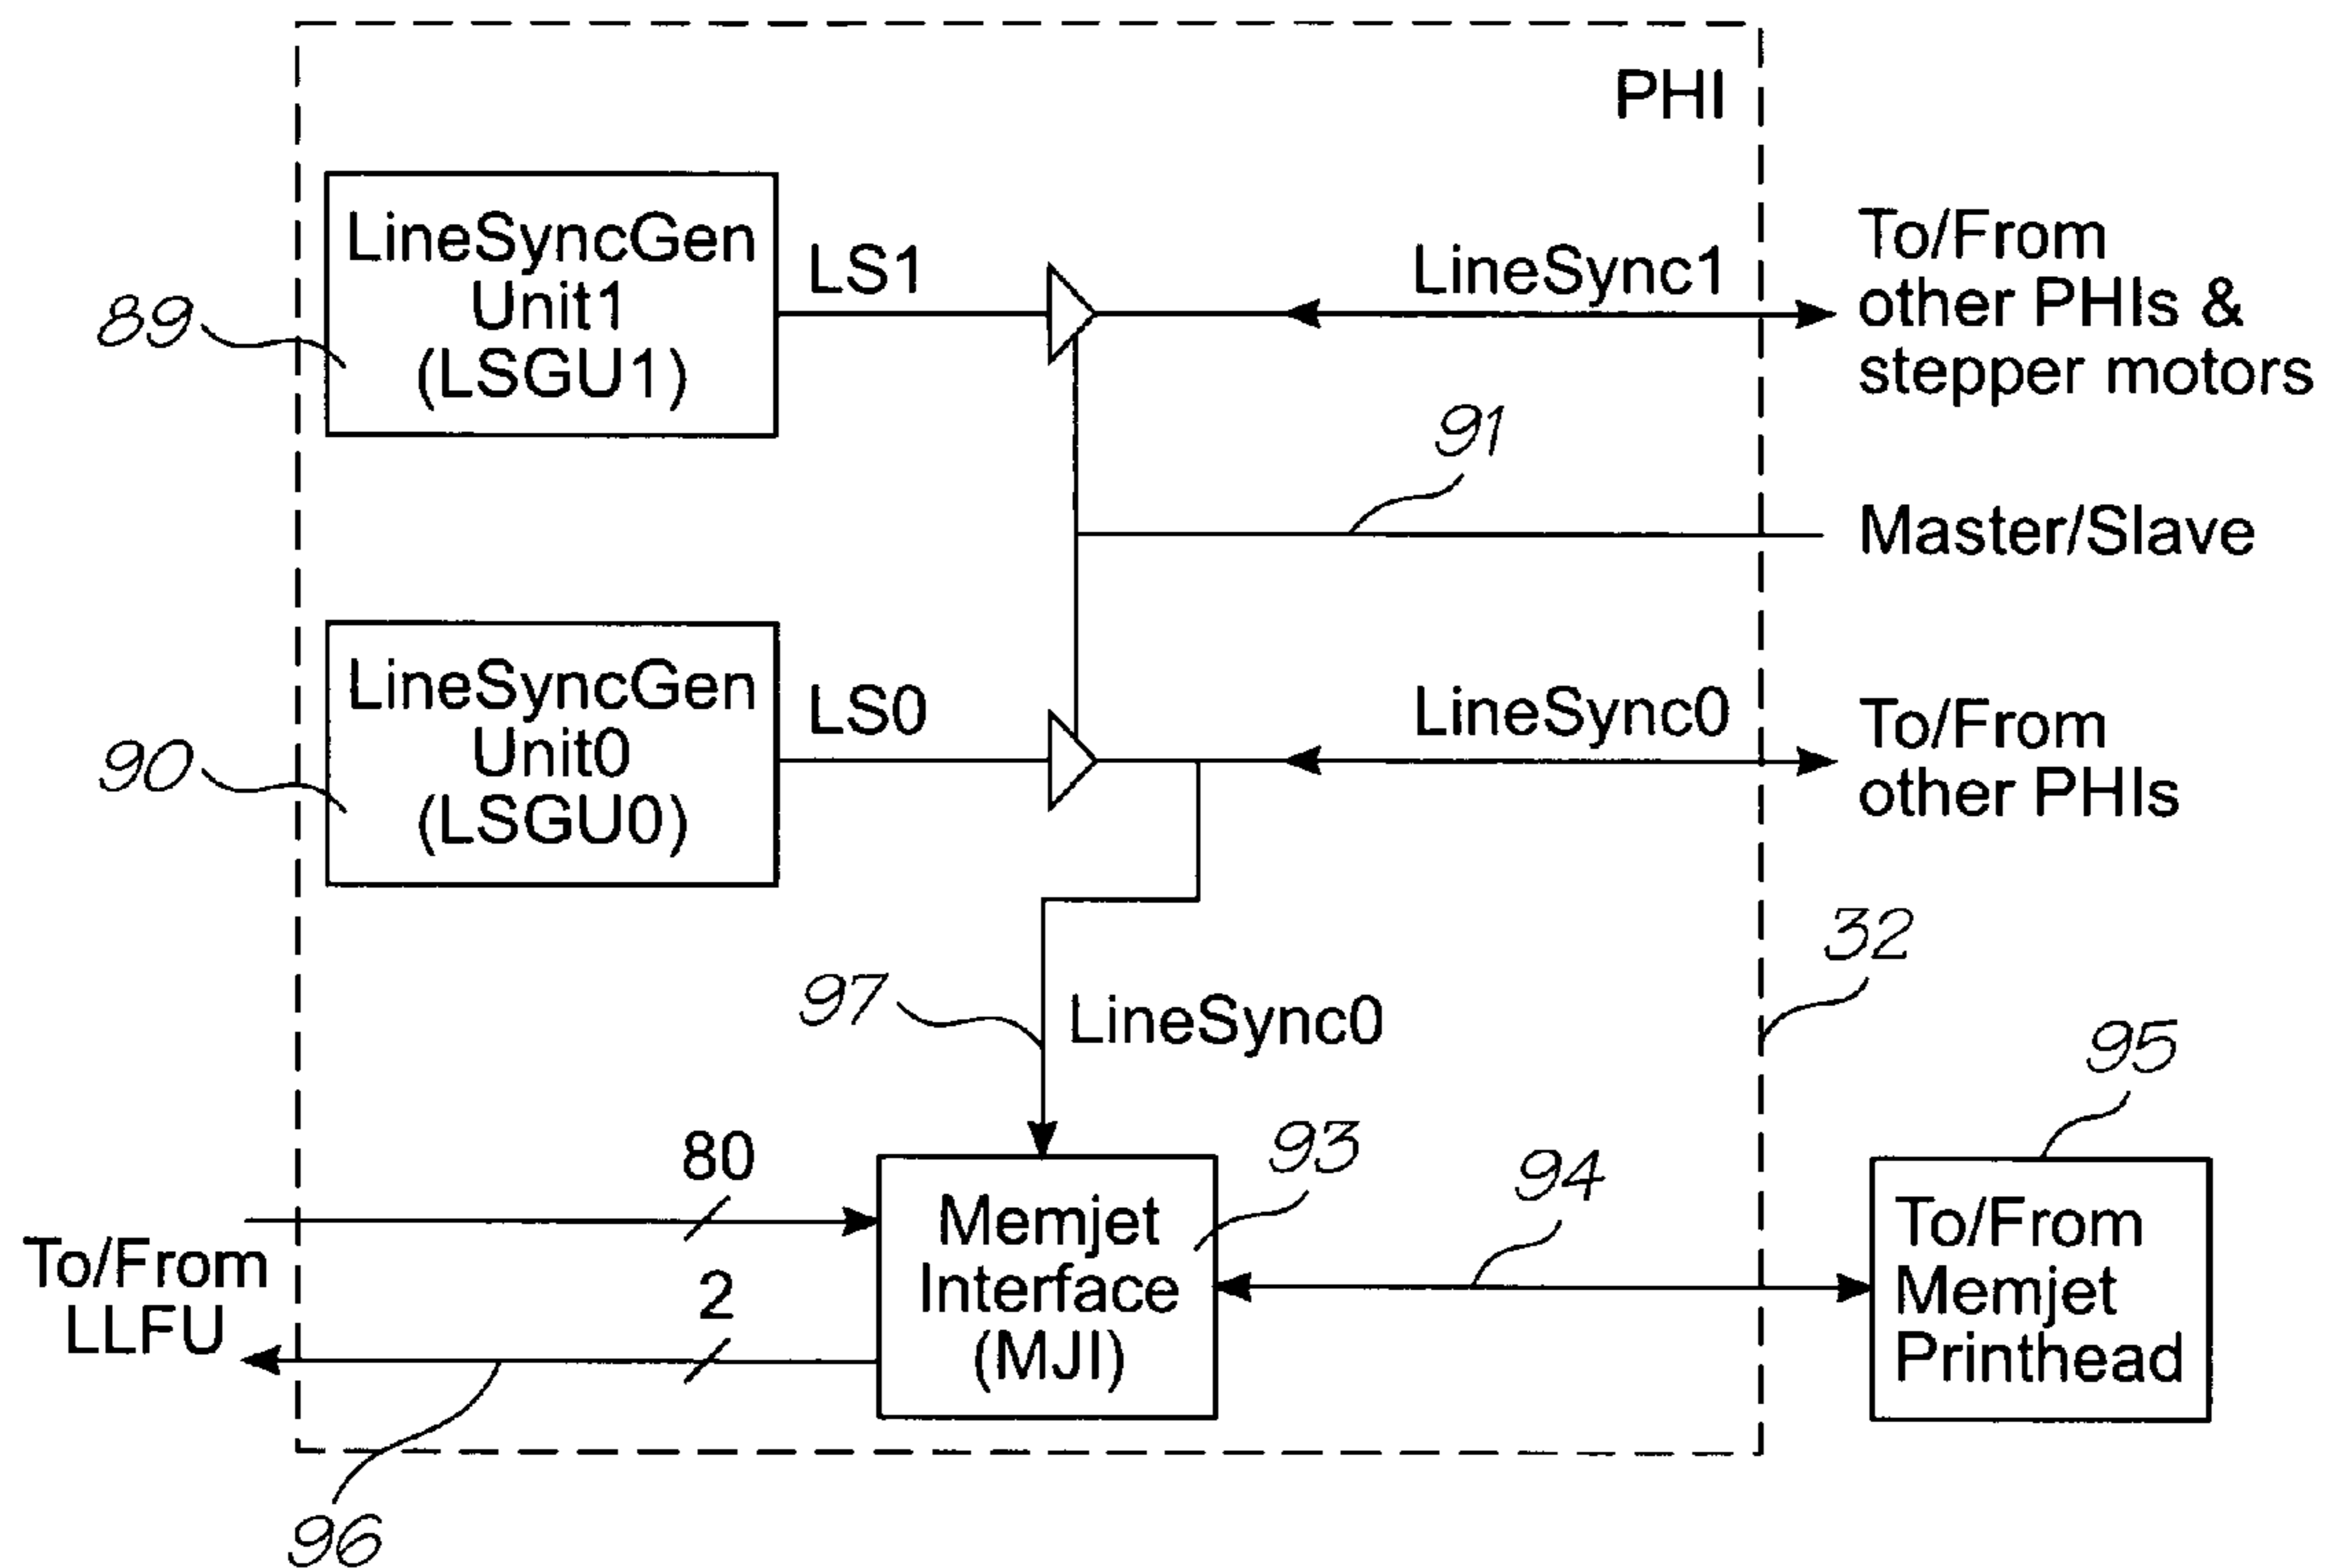 PHI
LineSyncGen
Unit1
(LSGU1)
89
LS1
LineSync1
To/From
other PHIs &
stepper motors
91
Master/Slave
LineSyncGen
Unit0
(LSGU0)
90
LS0
LineSync0
To/From
other PHIs
32
97
LineSync0
95
80
93
94
To/From
LLFU
2
Memjet
Interface
(MJI)
To/From
Memjet
Printhead
96